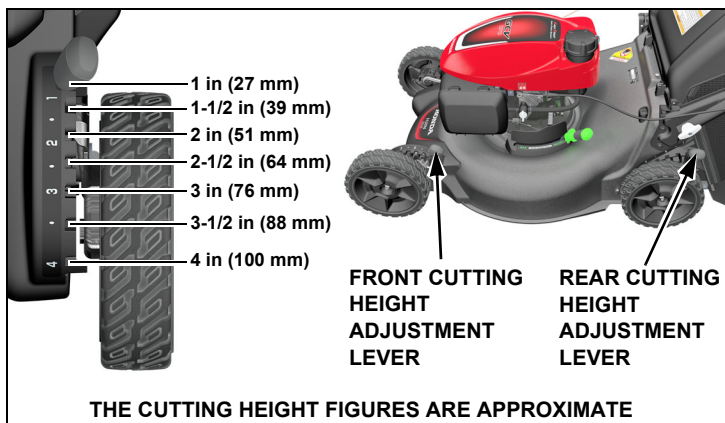 1 in (27 mm)
1-1/2 in (39 mm)
2 in (51 mm)
2-1/2 in (64 mm)
3 in (76 mm)
3-1/2 in (88 mm)
4 in (100 mm)
1
2
3
4
HONDA
FRONT CUTTING
HEIGHT
ADJUSTMENT
LEVER
REAR CUTTING
HEIGHT
ADJUSTMENT
LEVER
THE CUTTING HEIGHT FIGURES ARE APPROXIMATE